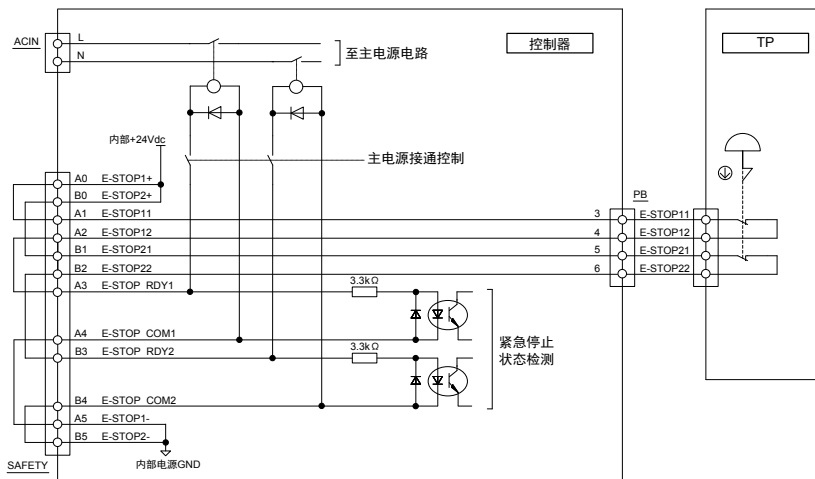 ACIN
L
N
至主电源电路
控制器
TP
内部+24Vdc
主电源接通控制
A0 E-STOP1+
B0 E-STOP2+
PB
A1 E-STOP11 3 E-STOP11
A2 E-STOP12 4 E-STOP12
B1 E-STOP21 5 E-STOP21
B2 E-STOP22 6 E-STOP22
A3 E-STOP RDY1 3.3kΩ
A4 E-STOP COM1
紧急停止
状态检测
B3 E-STOP RDY2 3.3kΩ
B4 E-STOP COM2
A5 E-STOP1-
B5 E-STOP2-
SAFETY
内部电源GND